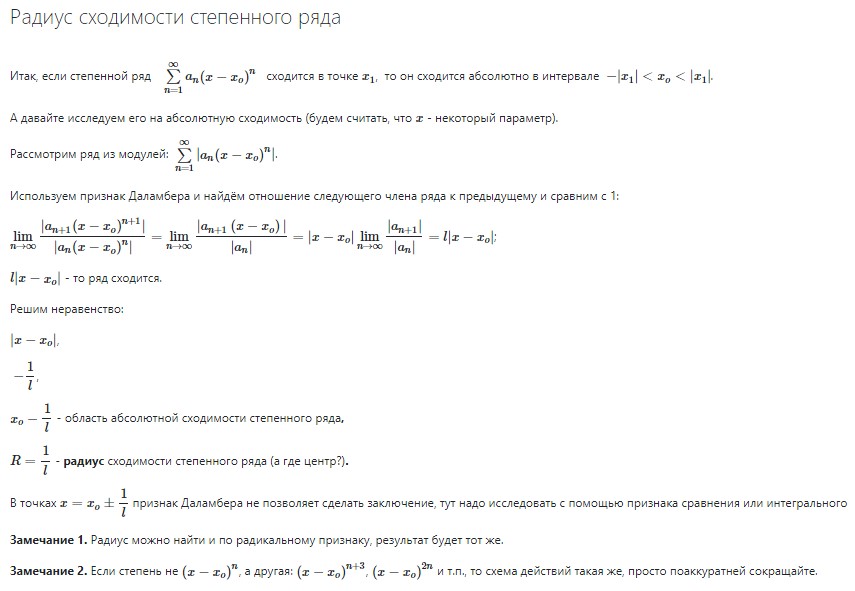 Радиус сходимости степенного ряда
Итак, если степенной ряд $\sum_{n=1}^{\infty} a_n(x-x_o)^n$ сходится в точке $x_1$, то он сходится абсолютно в интервале $-|x_1| < x_o < |x_1|$.
А давайте исследуем его на абсолютную сходимость (будем считать, что $x$ - некоторый параметр).
Рассмотрим ряд из модулей: $\sum_{n=1}^{\infty} |a_n(x-x_o)^n|$.
Используем признак Даламбера и найдём отношение следующего члена ряда к предыдущему и сравним с 1:
$\lim_{n\to\infty} \frac{|a_{n+1}(x-x_o)^{n+1}|}{|a_n(x-x_o)^n|} = \lim_{n\to\infty} \frac{|a_{n+1}(x-x_o)|}{|a_n|} = |x-x_o| \lim_{n\to\infty} \frac{|a_{n+1}|}{|a_n|} = l|x-x_o|;$
$l|x-x_o|$ - то ряд сходится.
Решим неравенство:
$|x-x_o|,$
$-\frac{1}{l},$
$x_o - \frac{1}{l}$ - область абсолютной сходимости степенного ряда,
$R = \frac{1}{l}$ - радиус сходимости степенного ряда (а где центр?).
В точках $x = x_o \pm \frac{1}{l}$ признак Даламбера не позволяет сделать заключение, тут надо исследовать с помощью признака сравнения или интегрального
Замечание 1. Радиус можно найти и по радикальному признаку, результат будет тот же.
Замечание 2. Если степень не $(x-x_o)^n$, а другая: $(x-x_o)^{n+3}$, $(x-x_o)^{2n}$ и т.п., то схема действий такая же, просто поаккуратней сокращайте.